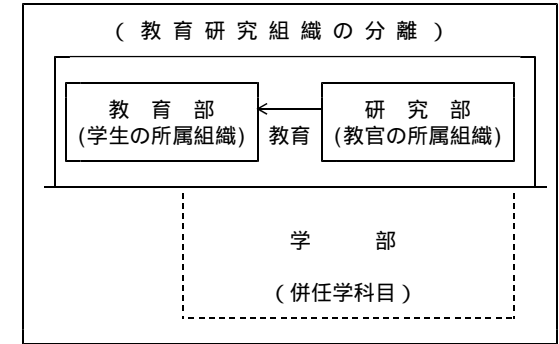 (教育研究組織の分離)
教育部
研究部
(学生の所属組織)
教育
(教官の所属組織)
学部
(併任学科目)